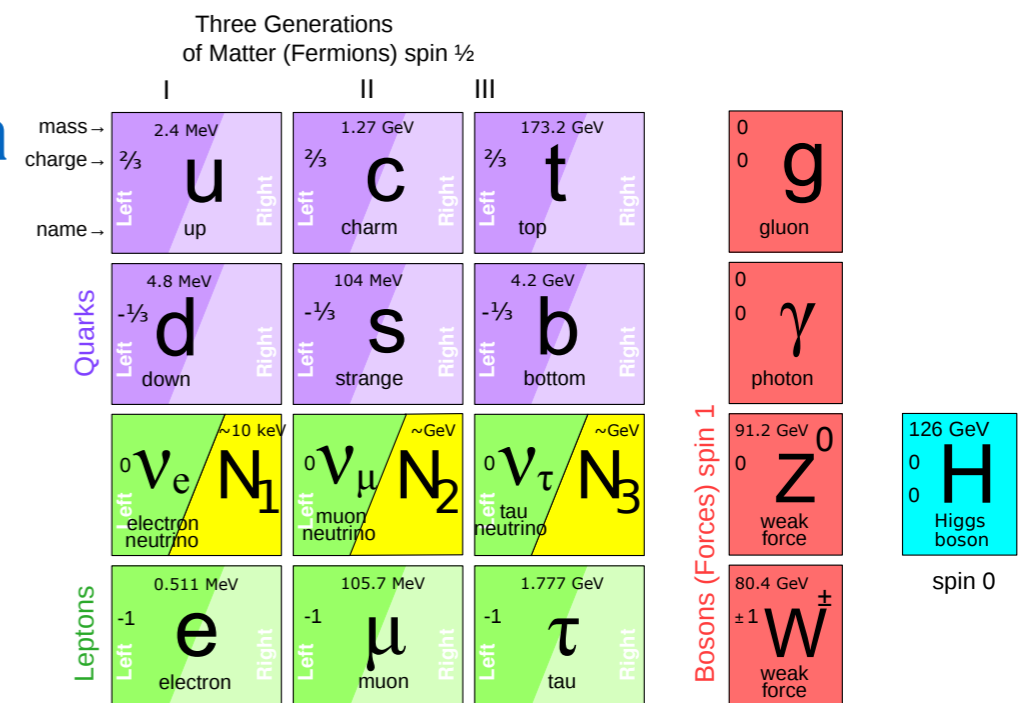 Three Generations
of Matter (Fermions) spin ½
I II III
mass→
charge→
name→
2.4 MeV
⅔
u
Left
Right
up
1.27 GeV
⅔
c
Left
Right
charm
173.2 GeV
⅔
t
Left
Right
top
0
0
g
gluon
Quarks
4.8 MeV
-⅓
d
Left
Right
down
104 MeV
-⅓
s
Left
Right
strange
4.2 GeV
-⅓
b
Left
Right
bottom
0
0
γ
photon
0
νe
Left
electron
neutrino
~10 keV
N1
0
νμ
Left
muon
neutrino
~GeV
N2
0
ντ
Left
tau
neutrino
~GeV
N3
Bosons (Forces) spin 1
91.2 GeV
0
Z0
weak
force
126 GeV
0
0
H
Higgs
boson
spin 0
Leptons
0.511 MeV
-1
e
Left
Right
electron
105.7 MeV
-1
μ
Left
Right
muon
1.777 GeV
-1
τ
Left
Right
tau
80.4 GeV
±1
W±
weak
force